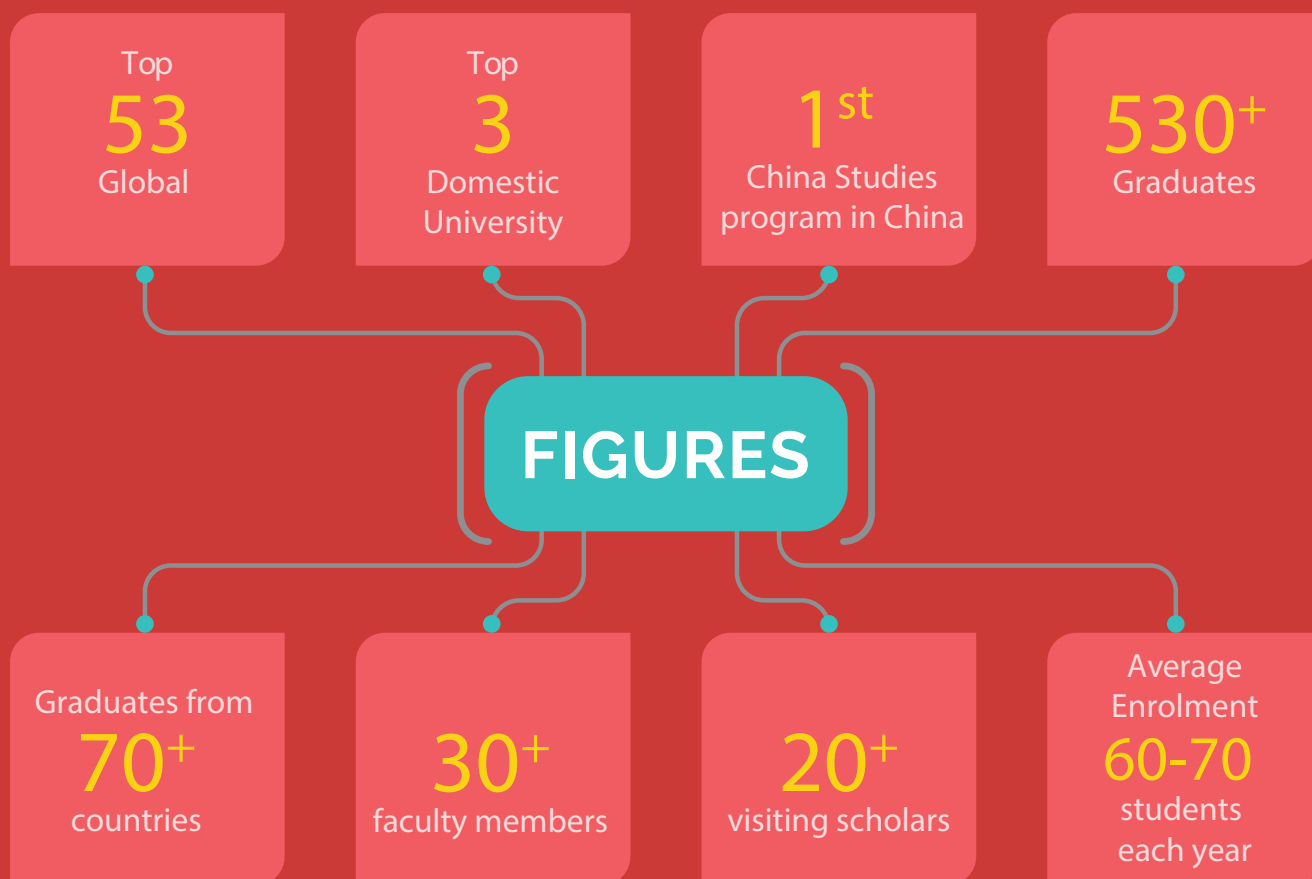 Top
53
Global
Top
3
Domestic
University
1st
China Studies
program in China
530+
Graduates
FIGURES
Graduates from
70+
countries
30+
faculty members
20+
visiting scholars
Average
Enrolment
60-70
students
each year